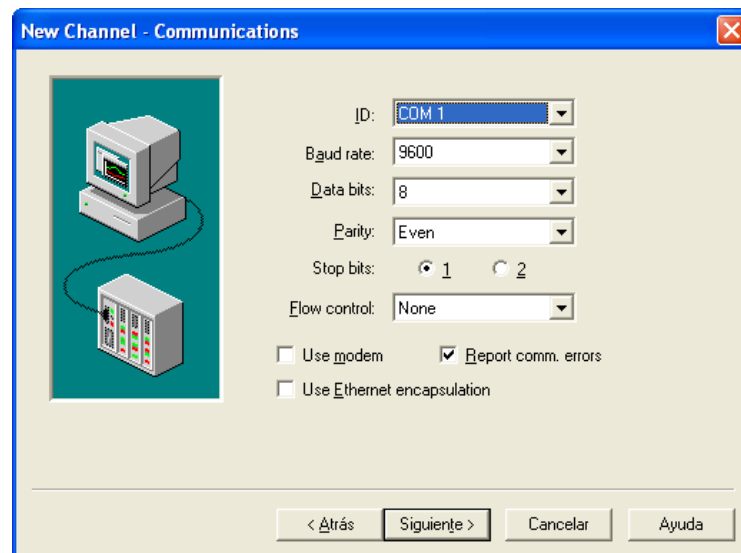 New Channel - Communications
ID: COM 1
Baud rate: 9600
Data bits: 8
Parity: Even
Stop bits: 1 2
Flow control: None
Use modem Report comm. errors
Use Ethernet encapsulation
< Atrás Siguiente > Cancelar Ayuda